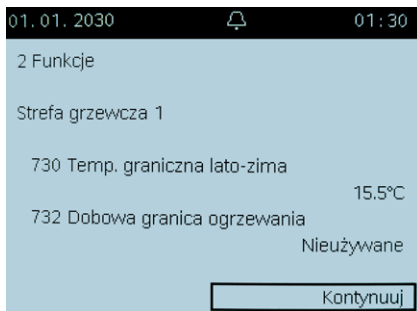 01.01.2030 01:30
2 Funkcje
Strefa grzewcza 1
730 Temp. graniczna lato-zima
15.5°C
732 Dobowa granica ogrzewania
Nieużywane
Kontynuuj